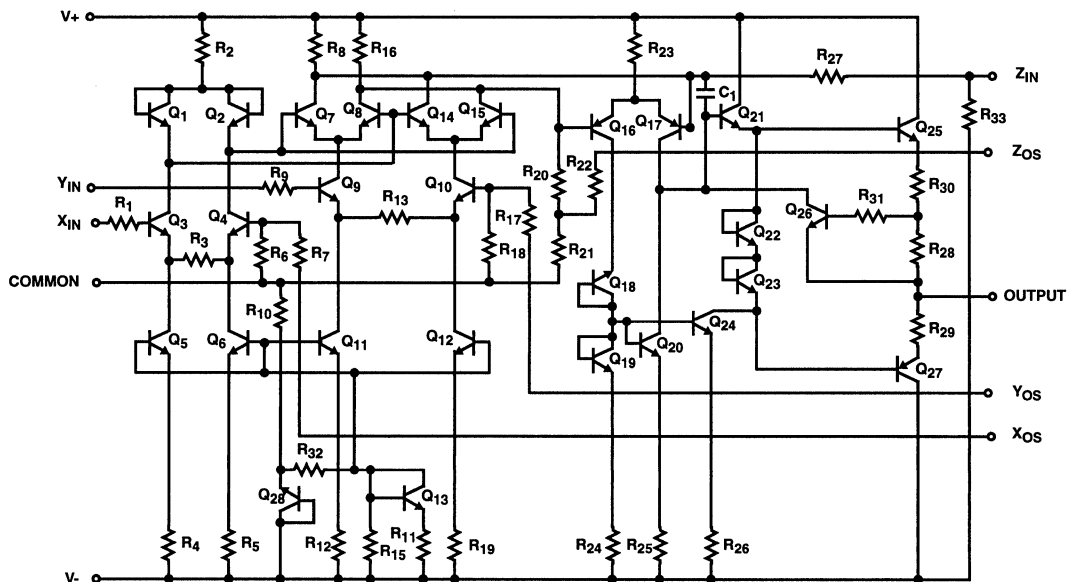 V+
R2
R8
R16
R23
R27
ZIN
Q1
Q2
Q7
Q8
Q14
Q15
Q16
Q17
C1
Q21
Q25
R33
ZOS
R22
R20
YIN
R9
Q9
Q10
R13
R17
R30
R1
XIN
Q3
Q4
R3
R6
R7
R18
R21
Q26
R31
Q22
R28
COMMON
Q18
Q23
OUTPUT
R10
Q5
Q6
Q11
Q12
Q24
R29
Q19
Q20
Q27
YOS
XOS
R32
Q28
Q13
R4
R5
R12
R11
R15
R19
R24
R25
R26
V-